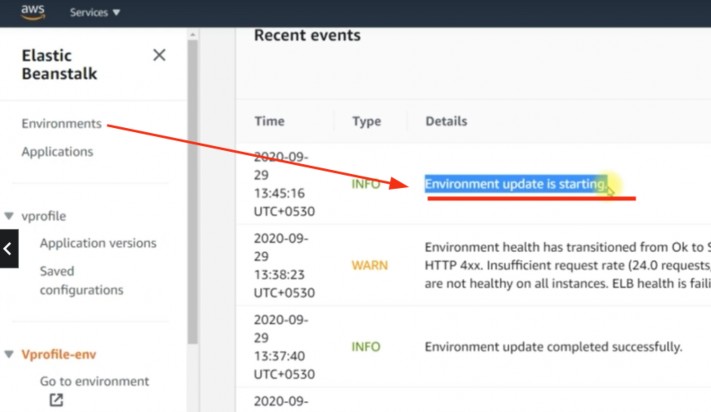 aws
Services
Elastic
Beanstalk
Environments
Applications
vprofile
Application versions
Saved
configurations
Vprofile-env
Go to environment
Recent events
Time Type Details
2020-09-
29
13:45:16
UTC+0530
INFO
Environment update is starting.
2020-09-
29
13:38:23
UTC+0530
WARN
Environment health has transitioned from Ok to S
HTTP 4xx. Insufficient request rate (24.0 requests,
are not healthy on all instances. ELB health is faili
2020-09-
29
13:37:40
UTC+0530
INFO
Environment update completed successfully.
2020-09-